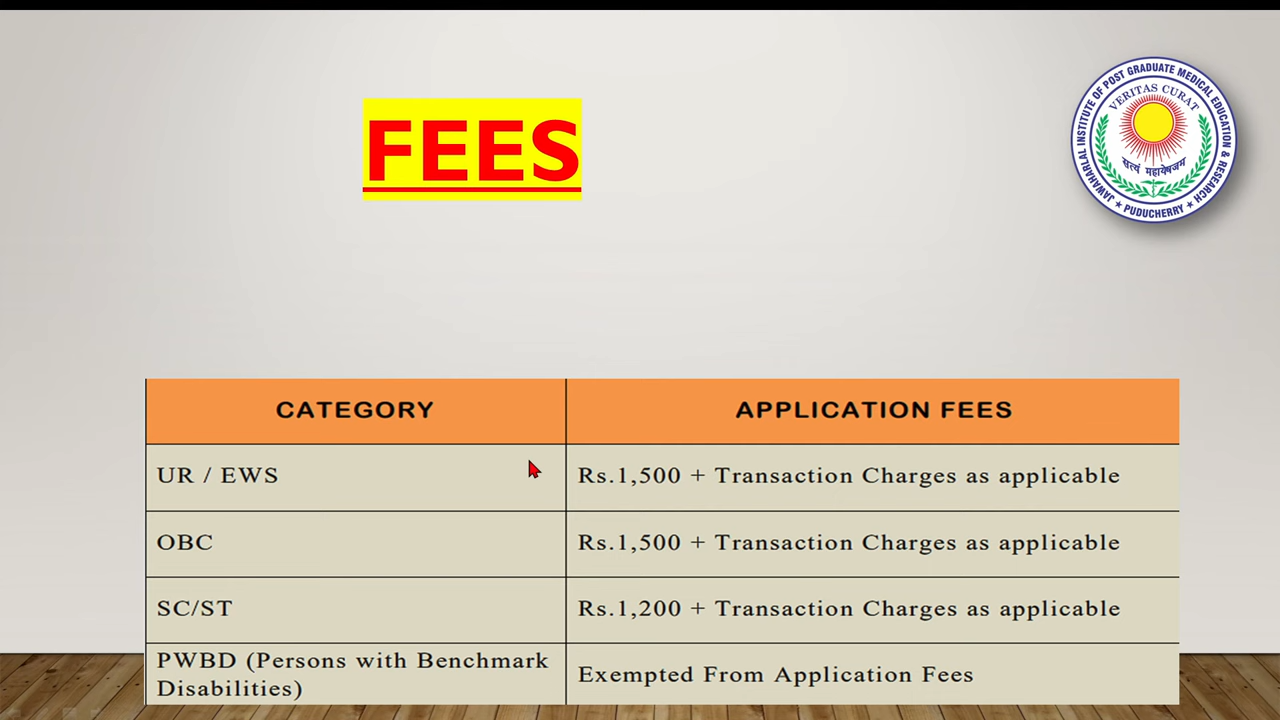 FEES
JAWAHARLAL INSTITUTE OF POST GRADUATE MEDICAL EDUCATION & RESEARCH
VERITAS CURAT
★ PUDUCHERRY ★
CATEGORY APPLICATION FEES
UR / EWS Rs.1,500 + Transaction Charges as applicable
OBC Rs.1,500 + Transaction Charges as applicable
SC/ST Rs.1,200 + Transaction Charges as applicable
PWBD (Persons with Benchmark
Disabilities) Exempted From Application Fees